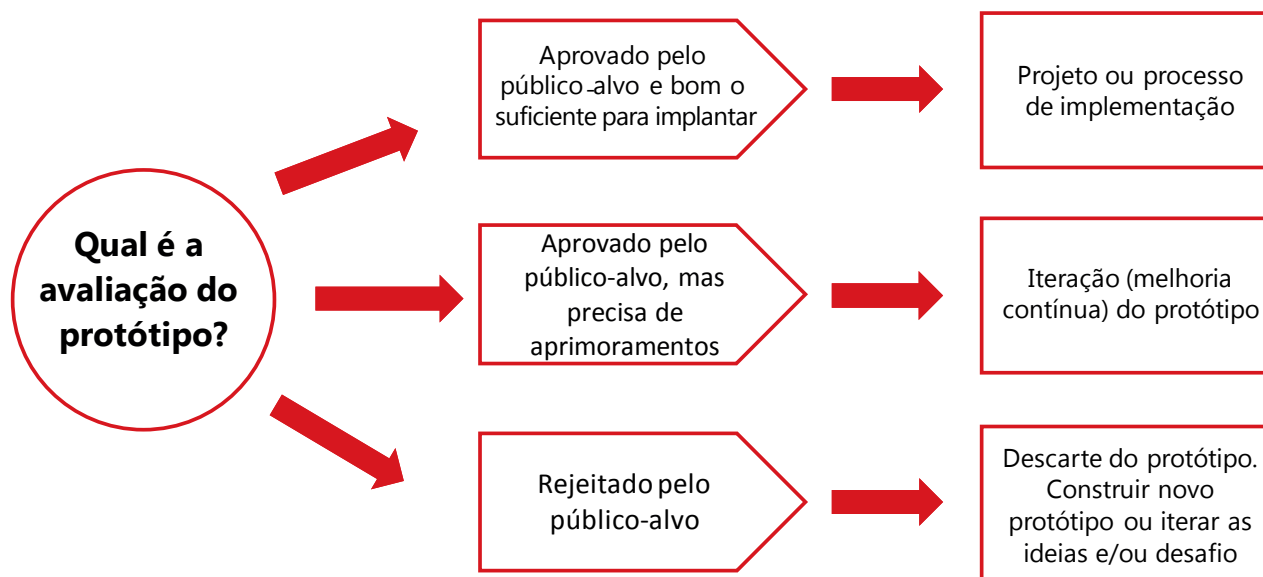 Qual é a
avaliação do
protótipo?
Aprovado pelo
público-alvo e bom o
suficiente para implantar
Projeto ou processo
de implementação
Aprovado pelo
público-alvo, mas
precisa de
aprimoramentos
Iteração (melhoria
contínua) do protótipo
Rejeitado pelo
público-alvo
Descarte do protótipo.
Construir novo
protótipo ou iterar as
ideias e/ou desafio